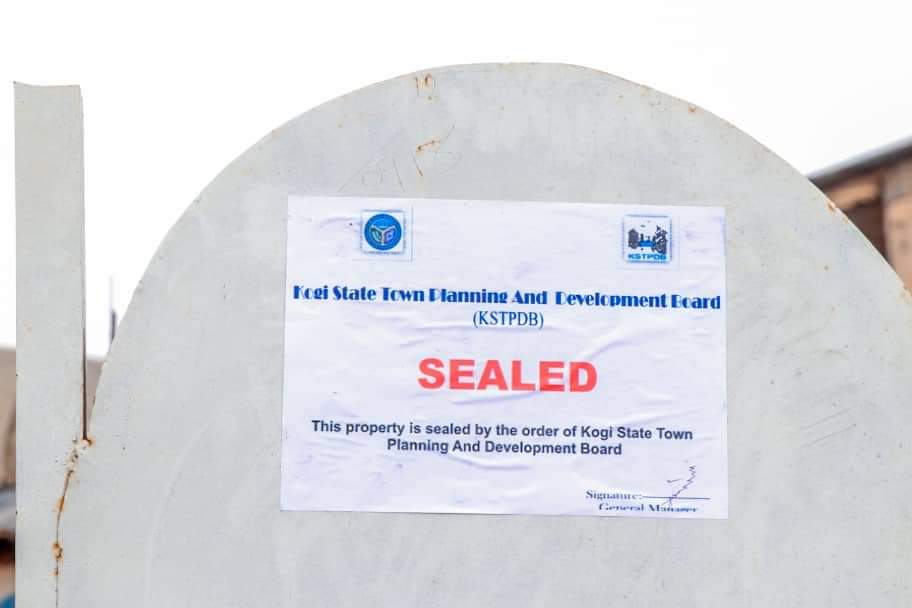 KSTPDB
Kogi State Town Planning And Development Board
(KSTPDB)
SEALED
This property is sealed by the order of Kogi State Town
Planning And Development Board
Signature:
General Manager